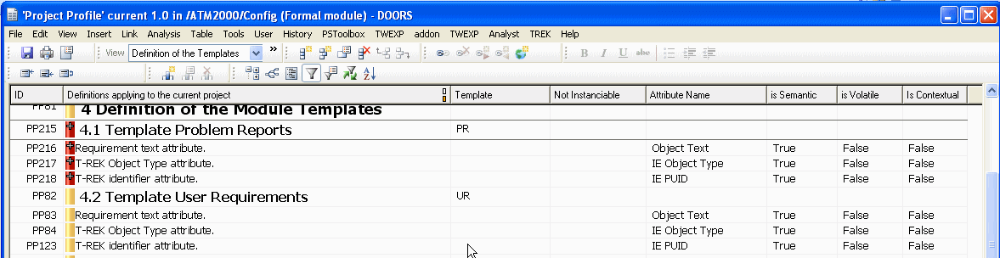 'Project Profile' current 1.0 in /ATM2000/Config (Formal module) - DOORS
File Edit View Insert Link Analysis Table Tools User History PSToolbox TWEXP addon TWEXP Analyst TREK Help
View Definition of the Templates » B I U abc
ID Definitions applying to the current project Template Not Instanciable Attribute Name is Semantic is Volatile Is Contextual
PP81 4 Definition of the Module Templates
PP215 4.1 Template Problem Reports PR
PP216 Requirement text attribute. Object Text True False False
PP217 T-REK Object Type attribute. IE Object Type True False False
PP218 T-REK identifier attribute. IE PUID True False False
PP82 4.2 Template User Requirements UR
PP83 Requirement text attribute. Object Text True False False
PP84 T-REK Object Type attribute. IE Object Type True False False
PP123 T-REK identifier attribute. IE PUID True False False